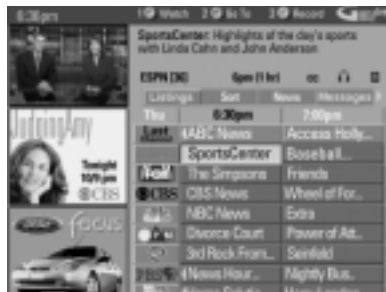 6:30pm
1 Watch 2 Go To 3 Record
SportsCenter: Highlights of
the day's sports
with Linda Cohn and John
Anderson
ESPN [36] 6pm (1 hr) cc
Listings Sort News Messages
Thu 6:30pm 7:00pm
ABC News Access Holly...
SportsCenter Baseball...
The Simpsons Friends
CBS CBS News Wheel of For...
NBC News Extra
Divorce Court Power of Att...
3rd Rock From... Seinfeld
PBS News Hour... Nightly Bus...
Judging Amy
Tonight
10/9 pm
CBS
Ford Focus